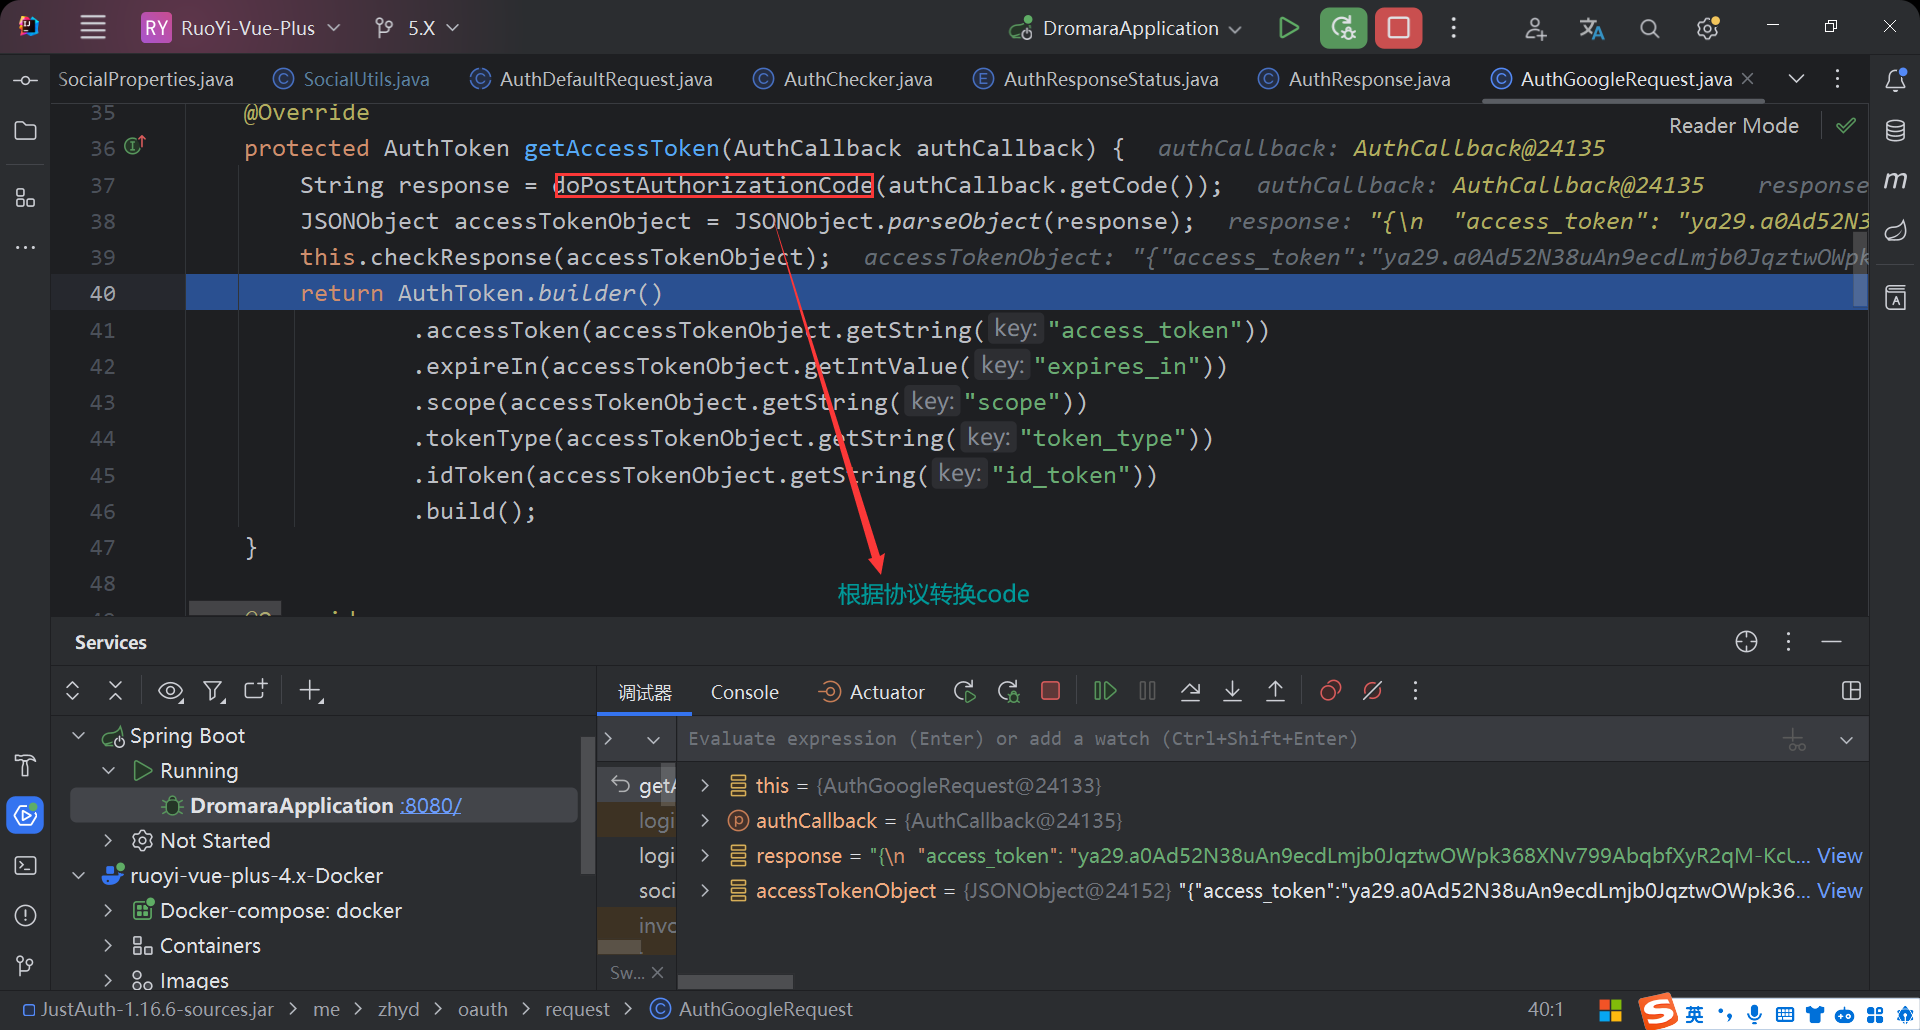 RY RuoYi-Vue-Plus 5.X DromaraApplication
SocialProperties.java SocialUtils.java AuthDefaultRequest.java AuthChecker.java AuthResponseStatus.java AuthResponse.java AuthGoogleRequest.java
Reader Mode
35 @Override
36 protected AuthToken getAccessToken(AuthCallback authCallback) { authCallback: AuthCallback@24135
37 String response = doPostAuthorizationCode(authCallback.getCode()); authCallback: AuthCallback@24135 response
38 JSONObject accessTokenObject = JSONObject.parseObject(response); response: "{\n "access_token": "ya29.a0Ad52N3
39 this.checkResponse(accessTokenObject); accessTokenObject: "{"access_token":"ya29.a0Ad52N38uAn9ecdLmjb0JqztwOWpk
40 return AuthToken.builder()
41 .accessToken(accessTokenObject.getString( key: "access_token"))
42 .expireIn(accessTokenObject.getIntValue( key: "expires_in"))
43 .scope(accessTokenObject.getString( key: "scope"))
44 .tokenType(accessTokenObject.getString( key: "token_type"))
45 .idToken(accessTokenObject.getString( key: "id_token"))
46 .build();
47 }
48
根据协议转换code
Services
调试器 Console Actuator
Spring Boot
Running
DromaraApplication :8080/
Not Started
ruoyi-vue-plus-4.x-Docker
Docker-compose: docker
Containers
Images
getA
logi
logi
soci
invo
Sw...
Evaluate expression (Enter) or add a watch (Ctrl+Shift+Enter)
this = {AuthGoogleRequest@24133}
authCallback = {AuthCallback@24135}
response = "{\n "access_token": "ya29.a0Ad52N38uAn9ecdLmjb0JqztwOWpk368XNv799AbqbfXyR2qM-KcU... View
accessTokenObject = {JSONObject@24152} "{"access_token":"ya29.a0Ad52N38uAn9ecdLmjb0JqztwOWpk36... View
JustAuth-1.16.6-sources.jar > me > zhyd > oauth > request > AuthGoogleRequest
40:1
英